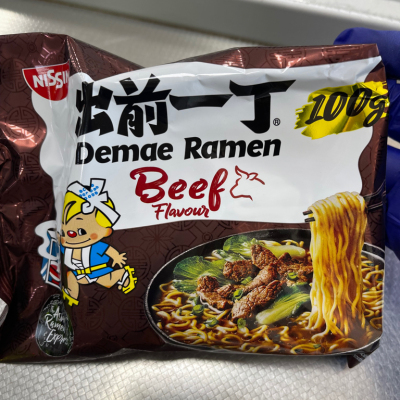 NISSIN
出前一丁®
100g
Demae Ramen
Beef
Flavour